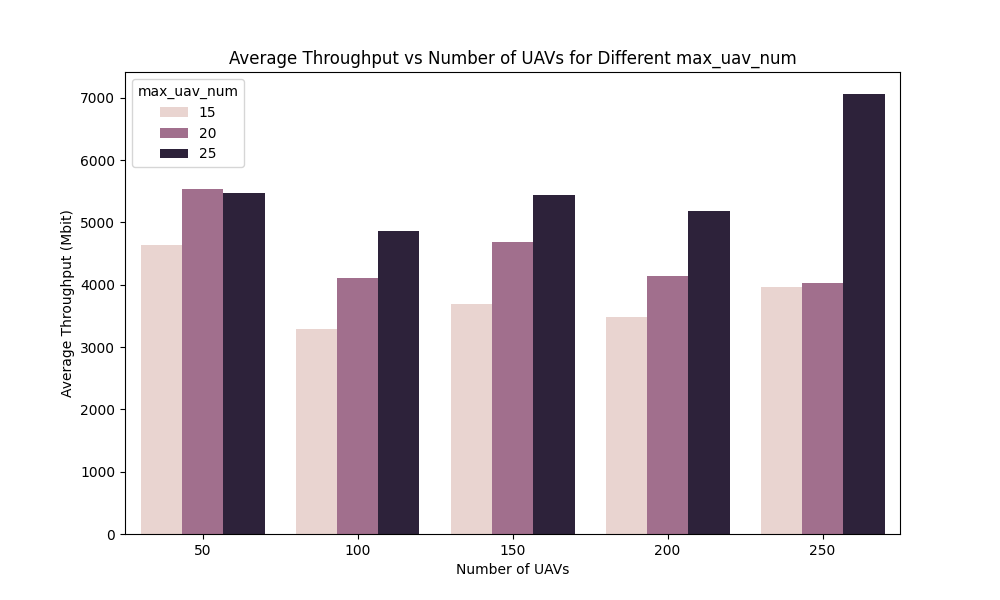 Average Throughput vs Number of UAVs for Different max_uav_num
max_uav_num
15
20
25
7000
6000
5000
4000
3000
2000
1000
0
Average Throughput (Mbit)
50 100 150 200 250
Number of UAVs